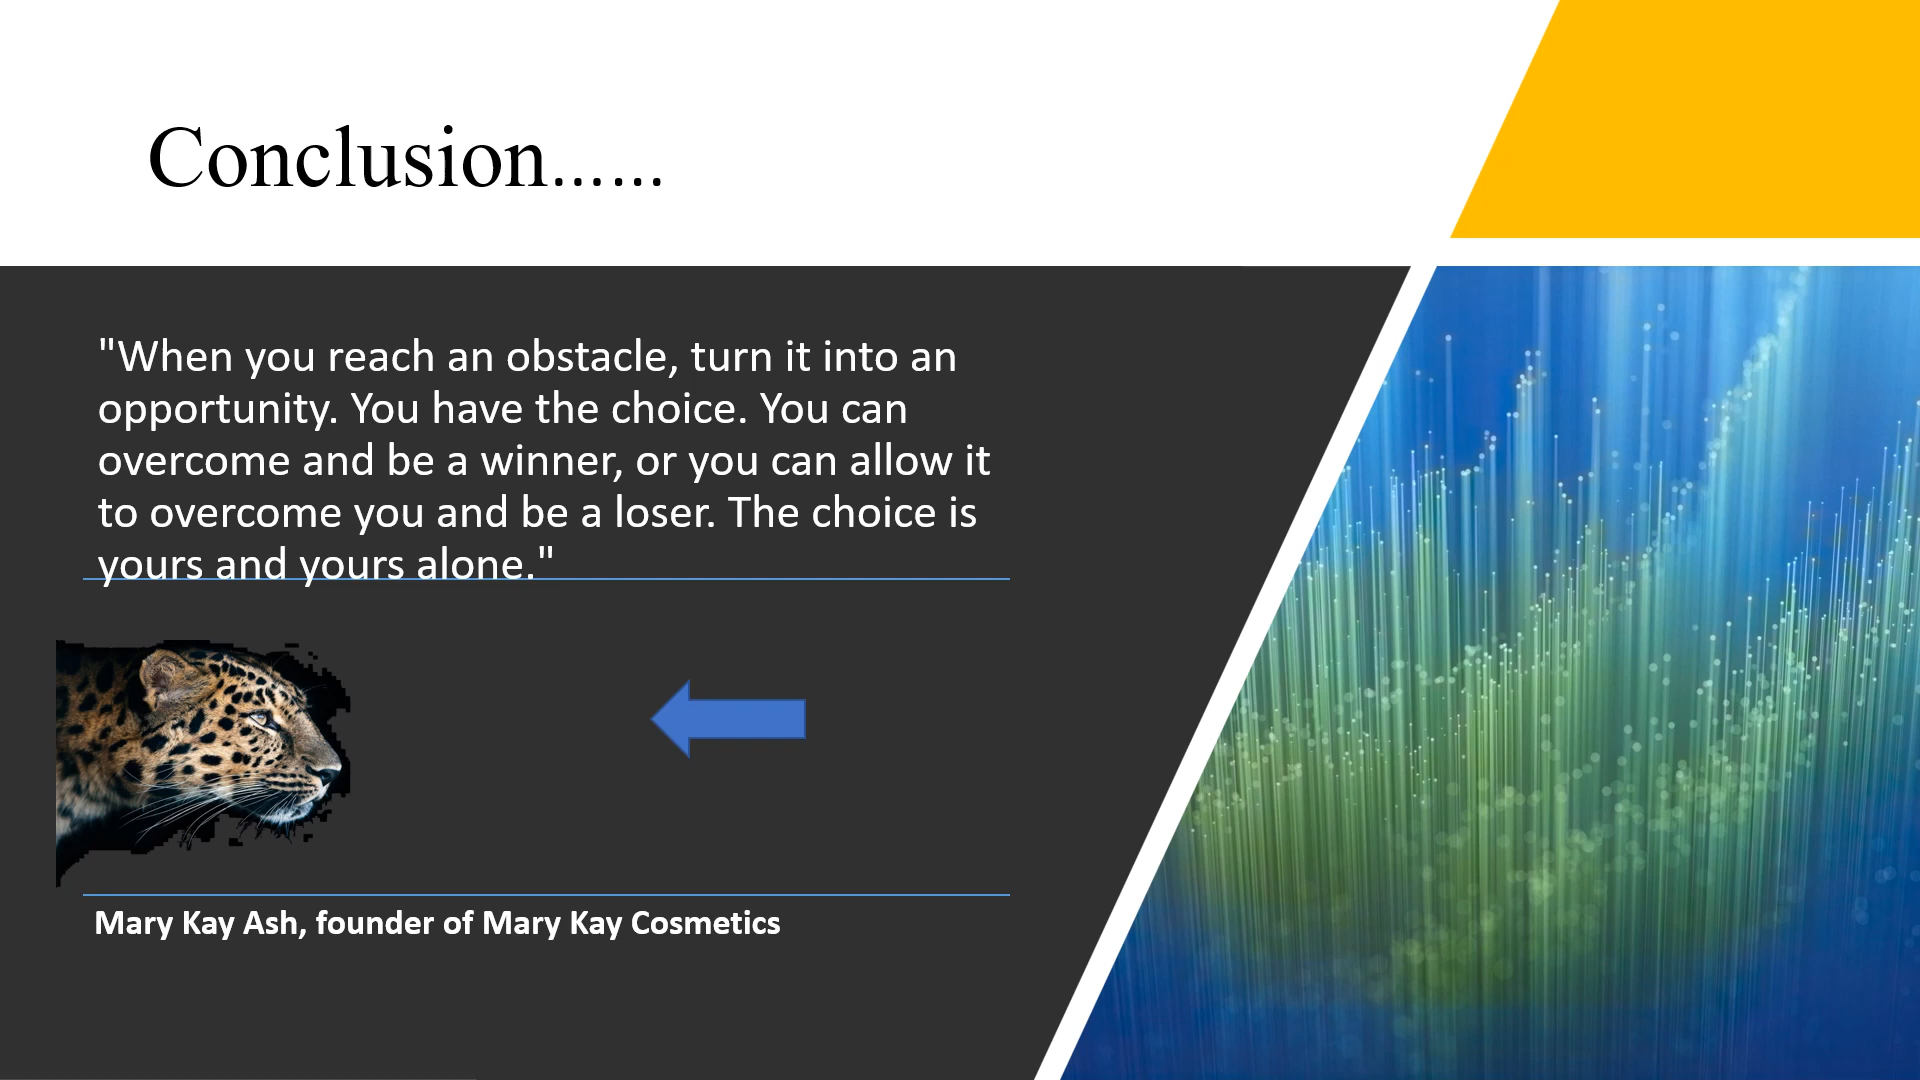 Conclusion......
"When you reach an obstacle, turn it into an
opportunity. You have the choice. You can
overcome and be a winner, or you can allow it
to overcome you and be a loser. The choice is
yours and yours alone."
Mary Kay Ash, founder of Mary Kay Cosmetics